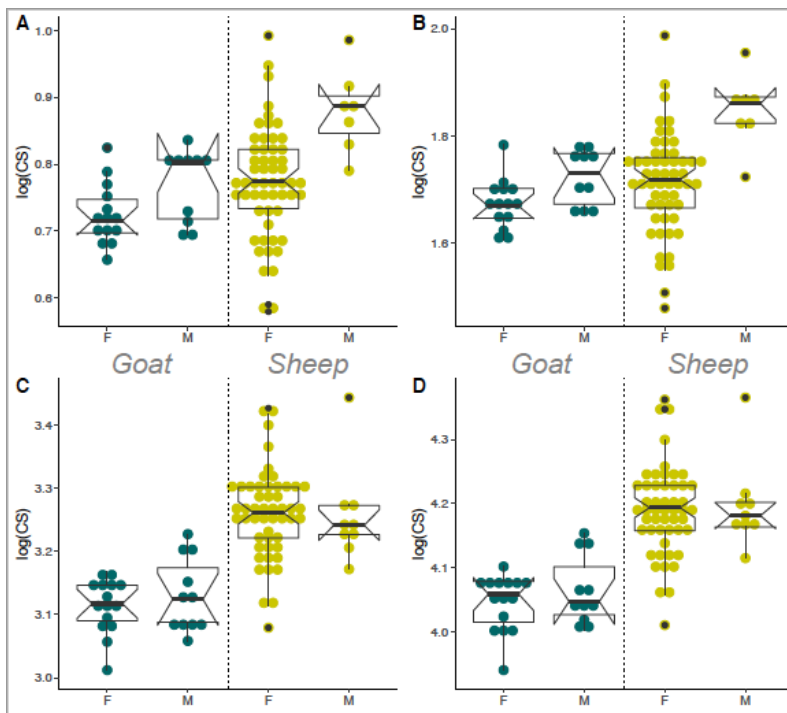 A
B
log(CS)
1.0
0.9
0.8
0.7
0.6
F
M
F
M
log(CS)
2.0
1.8
1.6
F
M
F
M
Goat
Sheep
Goat
Sheep
C
D
log(CS)
3.4
3.3
3.2
3.1
3.0
F
M
F
M
log(CS)
4.3
4.2
4.1
4.0
F
M
F
M